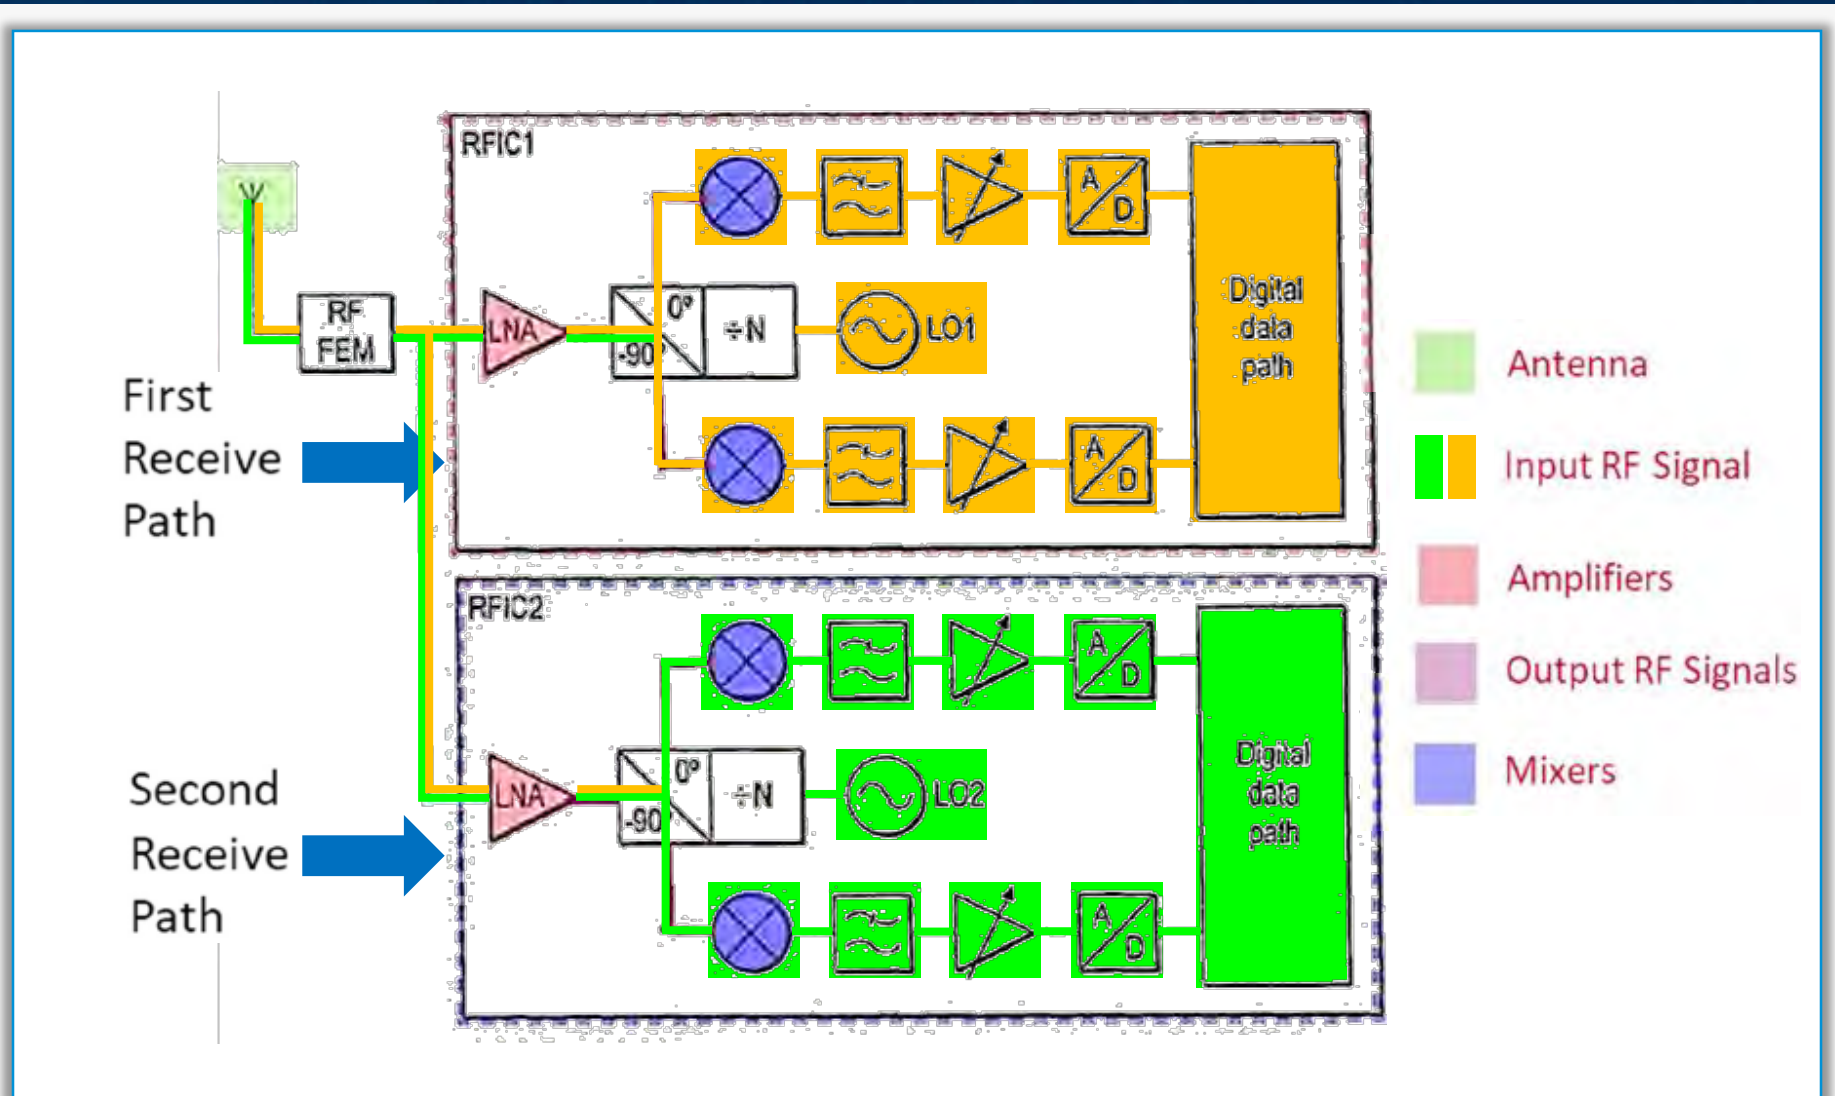 RFIC1
A
D
RF
FEM
LNA
0°
-90°
÷N
LO1
Digital
data
path
First
Receive
Path
A
D
RFIC2
A
D
LNA
0°
-90°
÷N
LO2
Digital
data
path
Second
Receive
Path
A
D
Antenna
Input RF Signal
Amplifiers
Output RF Signals
Mixers